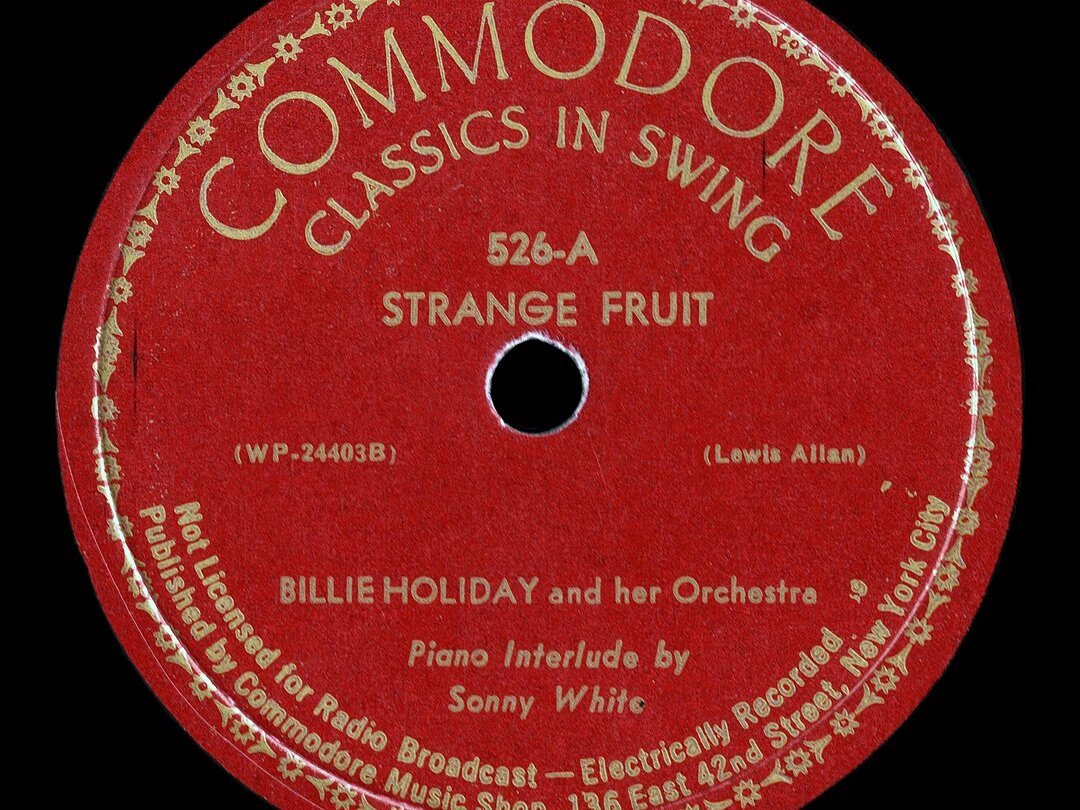 COMMODORE
CLASSICS IN SWING
526-A
STRANGE FRUIT
(WP-24403B)
(Lewis Allan)
BILLIE HOLIDAY and her Orchestra
Piano Interlude by
Sonny White
Not Licensed for Radio Broadcast — Electrically Recorded
Published by Commodore Music Shop, 136 East 42nd Street, New York City